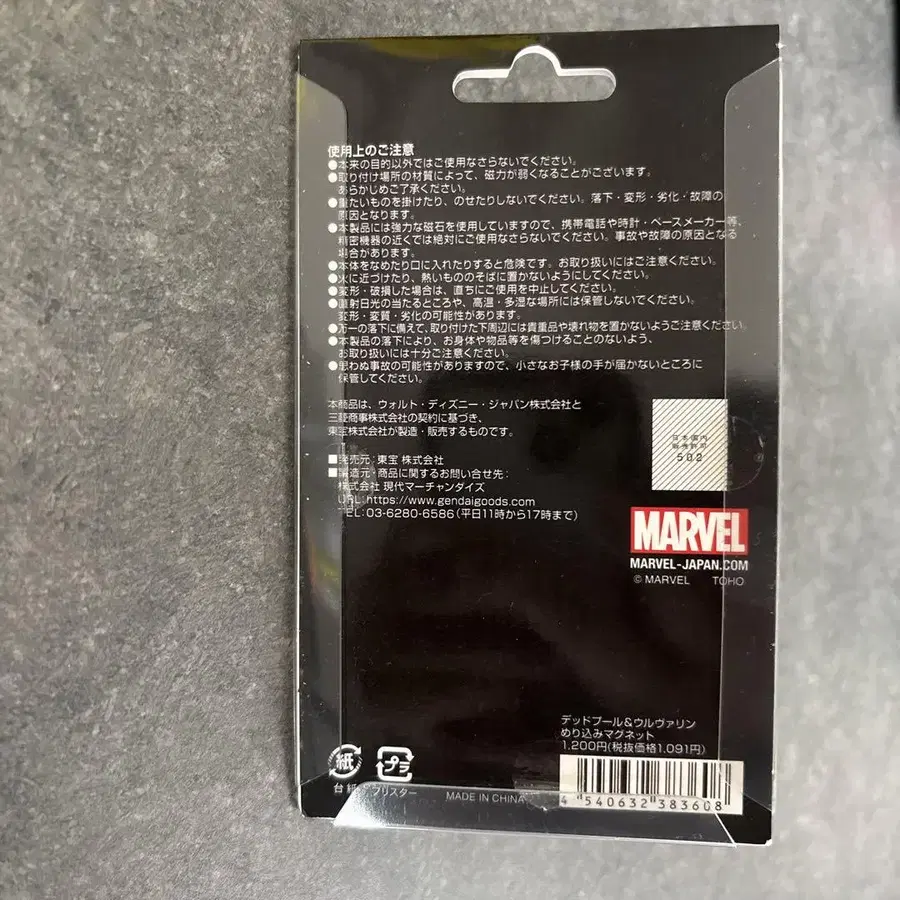 使用上のご注意
●本来の目的以外ではご使用なさらないでください。
●取り付け場所の材質によって、磁力が弱くなることがございます。
あらかじめご了承ください。
●重たいものを掛けたり、のせたりしないでください。落下・変形・劣化・故障の
原因となります。
●本製品には強力な磁石を使用していますので、携帯電話や時計・ペースメーカー等、
精密機器の近くでは絶対にご使用なさらないでください。事故や故障の原因となる
場合があります。
●本体をなめたり口に入れたりすると危険です。お取り扱いにはご注意ください。
●火に近づけたり、熱いもののそばに置かないようにしてください。
●変形・破損した場合は、直ちにご使用を中止してください。
●直射日光の当たるところや、高温・多湿な場所には保管しないでください。
変形・変質・劣化の可能性があります。
●万一の落下に備えて、取り付けた下周辺には貴重品や壊れ物を置かないようご注意ください。
●本製品の落下により、お身体や物品等を傷つけることのないよう、
お取り扱いには十分ご注意ください。
●思わぬ事故の可能性がありますので、小さなお子様の手が届かないところに
保管してください。
本商品は、ウォルト・ディズニー・ジャパン株式会社と
三菱商事株式会社の契約に基づき、
東宝株式会社が製造・販売するものです。
■発売元：東宝 株式会社
■製造元・商品に関するお問い合せ先：
株式会社 現代マーチャンダイズ
URL：https://www.gendaigoods.com
TEL：03-6280-6586（平日11時から17時まで）
日本国内
販売許可
502
MARVEL
MARVEL-JAPAN.COM
© MARVEL TOHO
デッドプール＆ウルヴァリン
めり込みマグネット
1,200円(税抜価格1,091円)
紙 プラ
台紙 ブリスター
MADE IN CHINA
4 540632 383608